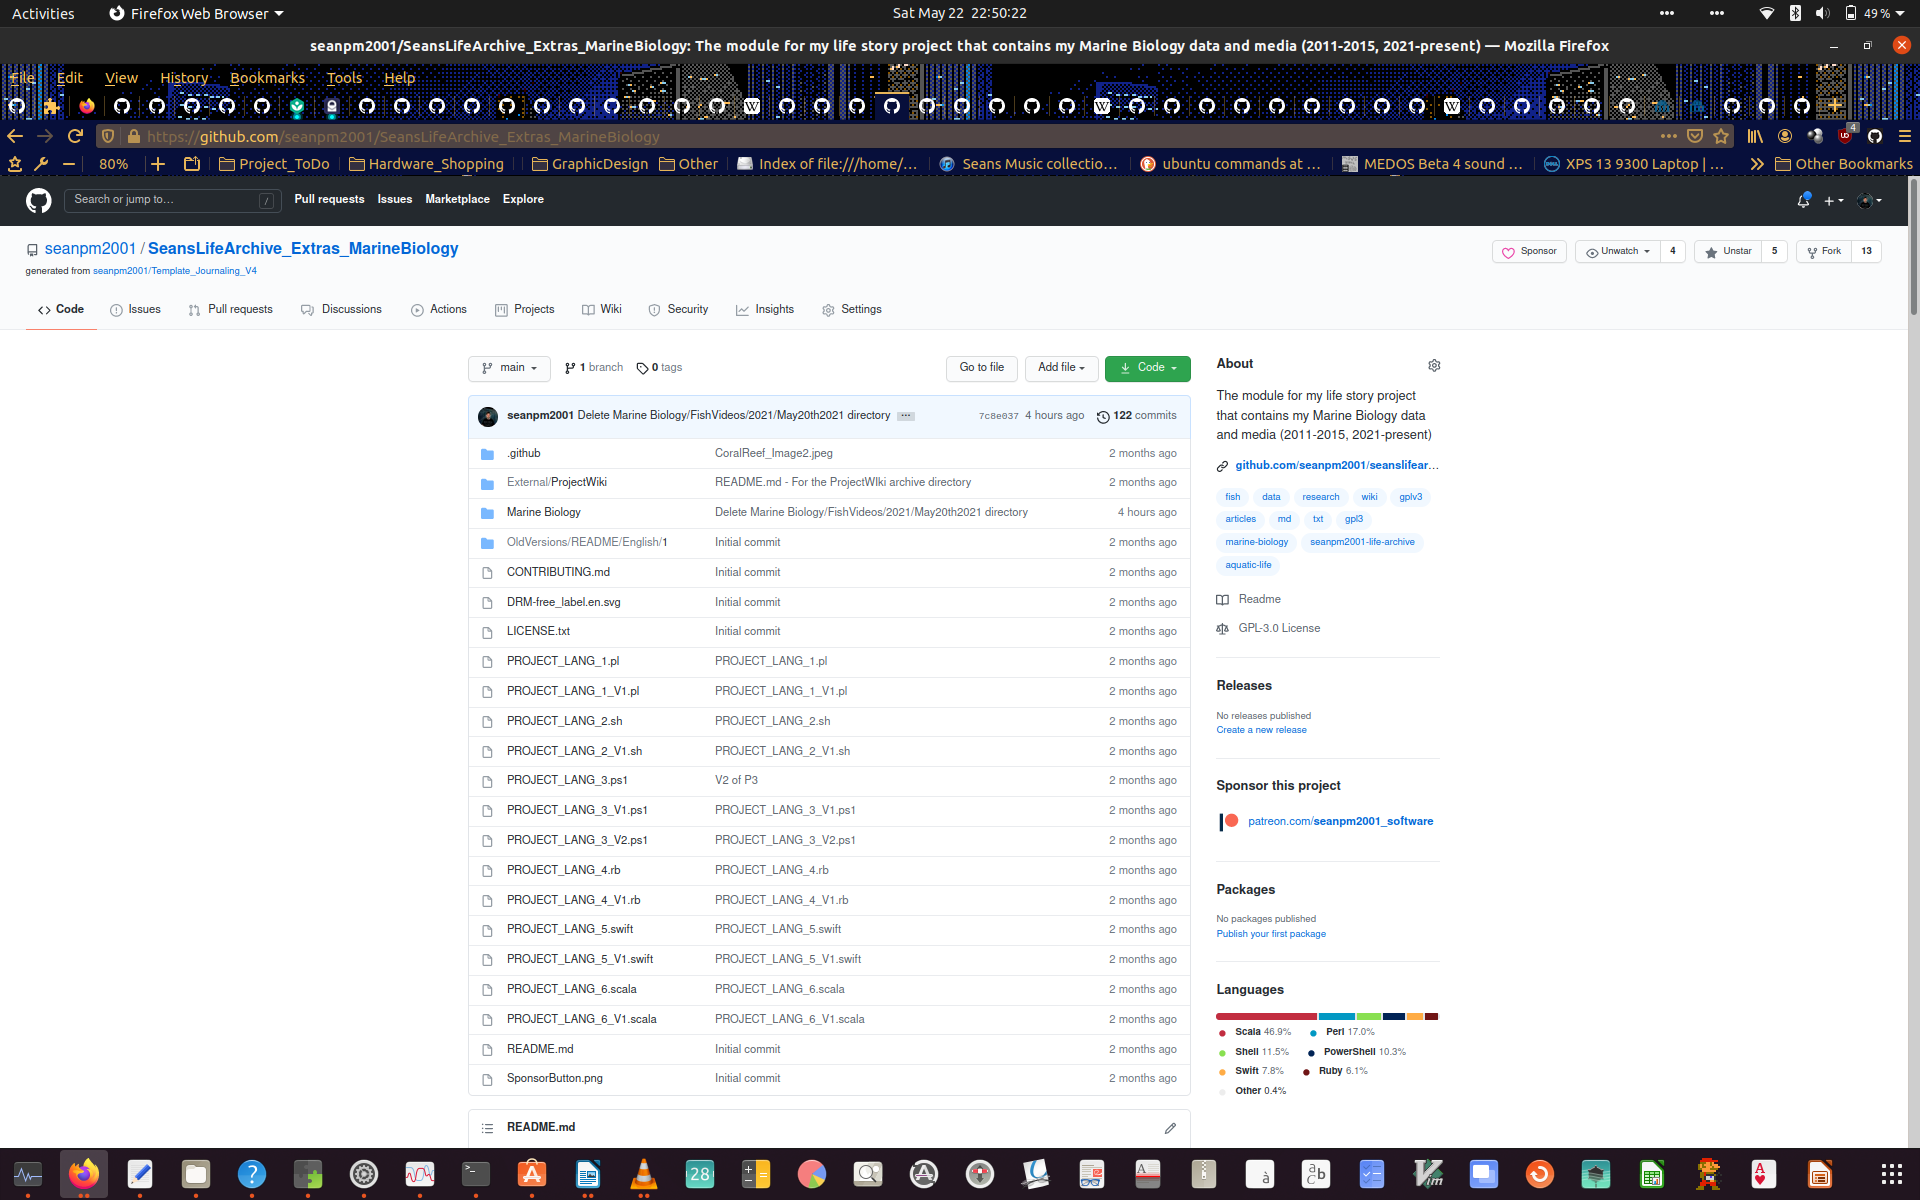 Activities Firefox Web Browser Sat May 22 22:50:22 49 %
seanpm2001/SeansLifeArchive_Extras_MarineBiology: The module for my life story project that contains my Marine Biology data and media (2011-2015, 2021-present) — Mozilla Firefox
File Edit View History Bookmarks Tools Help
https://github.com/seanpm2001/SeansLifeArchive_Extras_MarineBiology 4
80% Project_ToDo Hardware_Shopping GraphicDesign Other Index of file:///home/... Seans Music collectio... ubuntu commands at ... MEDOS Beta 4 sound ... XPS 13 9300 Laptop | ... Other Bookmarks
Search or jump to... / Pull requests Issues Marketplace Explore
seanpm2001 / SeansLifeArchive_Extras_MarineBiology Sponsor Unwatch 4 Unstar 5 Fork 13
generated from seanpm2001/Template_Journaling_V4
Code Issues Pull requests Discussions Actions Projects Wiki Security Insights Settings
main 1 branch 0 tags Go to file Add file Code
seanpm2001 Delete Marine Biology/FishVideos/2021/May20th2021 directory ... 7c8e037 4 hours ago 122 commits
.github CoralReef_Image2.jpeg 2 months ago
External/ProjectWiki README.md - For the ProjectWIki archive directory 2 months ago
Marine Biology Delete Marine Biology/FishVideos/2021/May20th2021 directory 4 hours ago
OldVersions/README/English/1 Initial commit 2 months ago
CONTRIBUTING.md Initial commit 2 months ago
DRM-free_label.en.svg Initial commit 2 months ago
LICENSE.txt Initial commit 2 months ago
PROJECT_LANG_1.pl PROJECT_LANG_1.pl 2 months ago
PROJECT_LANG_1_V1.pl PROJECT_LANG_1_V1.pl 2 months ago
PROJECT_LANG_2.sh PROJECT_LANG_2.sh 2 months ago
PROJECT_LANG_2_V1.sh PROJECT_LANG_2_V1.sh 2 months ago
PROJECT_LANG_3.ps1 V2 of P3 2 months ago
PROJECT_LANG_3_V1.ps1 PROJECT_LANG_3_V1.ps1 2 months ago
PROJECT_LANG_3_V2.ps1 PROJECT_LANG_3_V2.ps1 2 months ago
PROJECT_LANG_4.rb PROJECT_LANG_4.rb 2 months ago
PROJECT_LANG_4_V1.rb PROJECT_LANG_4_V1.rb 2 months ago
PROJECT_LANG_5.swift PROJECT_LANG_5.swift 2 months ago
PROJECT_LANG_5_V1.swift PROJECT_LANG_5_V1.swift 2 months ago
PROJECT_LANG_6.scala PROJECT_LANG_6.scala 2 months ago
PROJECT_LANG_6_V1.scala PROJECT_LANG_6_V1.scala 2 months ago
README.md Initial commit 2 months ago
SponsorButton.png Initial commit 2 months ago
README.md
About
The module for my life story project
that contains my Marine Biology data
and media (2011-2015, 2021-present)
github.com/seanpm2001/seanslifear...
fish data research wiki gplv3
articles md txt gpl3
marine-biology seanpm2001-life-archive
aquatic-life
Readme
GPL-3.0 License
Releases
No releases published
Create a new release
Sponsor this project
patreon.com/seanpm2001_software
Packages
No packages published
Publish your first package
Languages
Scala 46.9% Perl 17.0%
Shell 11.5% PowerShell 10.3%
Swift 7.8% Ruby 6.1%
Other 0.4%
28